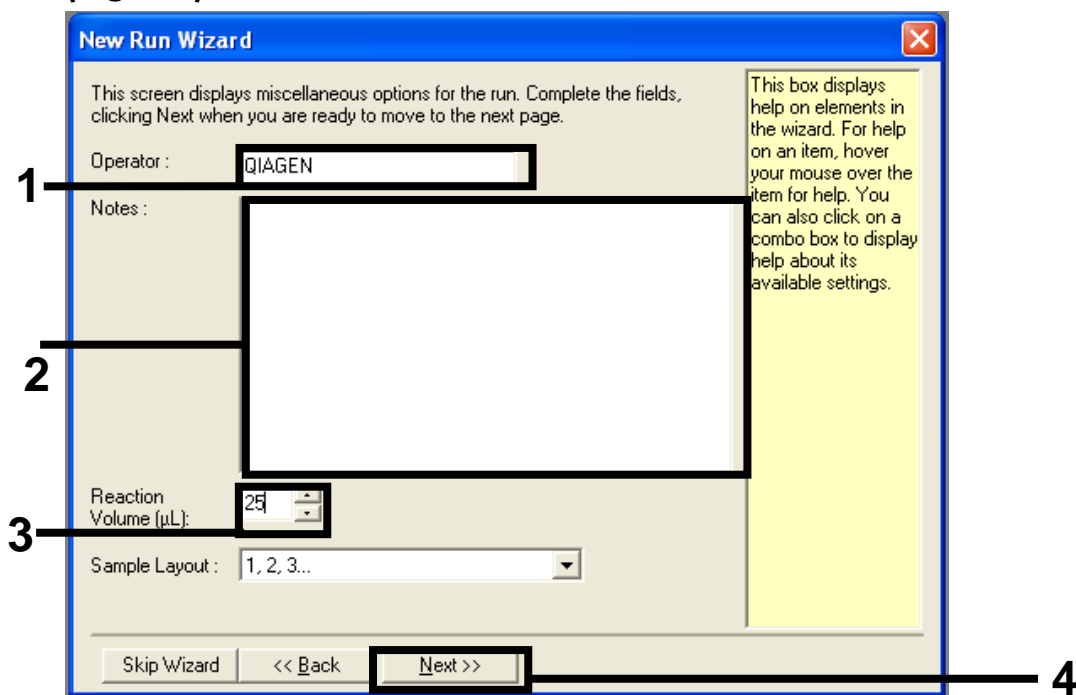 New Run Wizard
This screen displays miscellaneous options for the run. Complete the fields,
clicking Next when you are ready to move to the next page.
Operator :
QIAGEN
1
Notes :
2
Reaction
Volume (µL):
25
3
Sample Layout :
1, 2, 3...
This box displays
help on elements in
the wizard. For help
on an item, hover
your mouse over the
item for help. You
can also click on a
combo box to display
help about its
available settings.
Skip Wizard
<< Back
Next >>
4